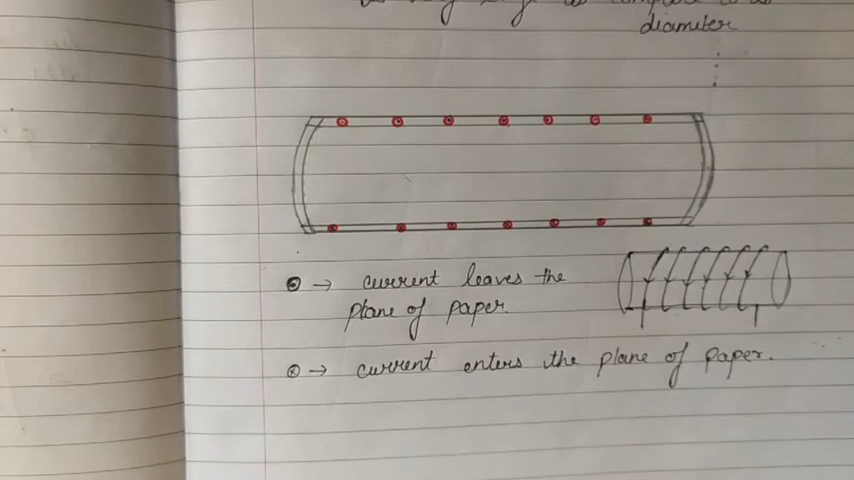 diameter
→ current leaves the
plane of paper.
→ current enters the plane of paper.